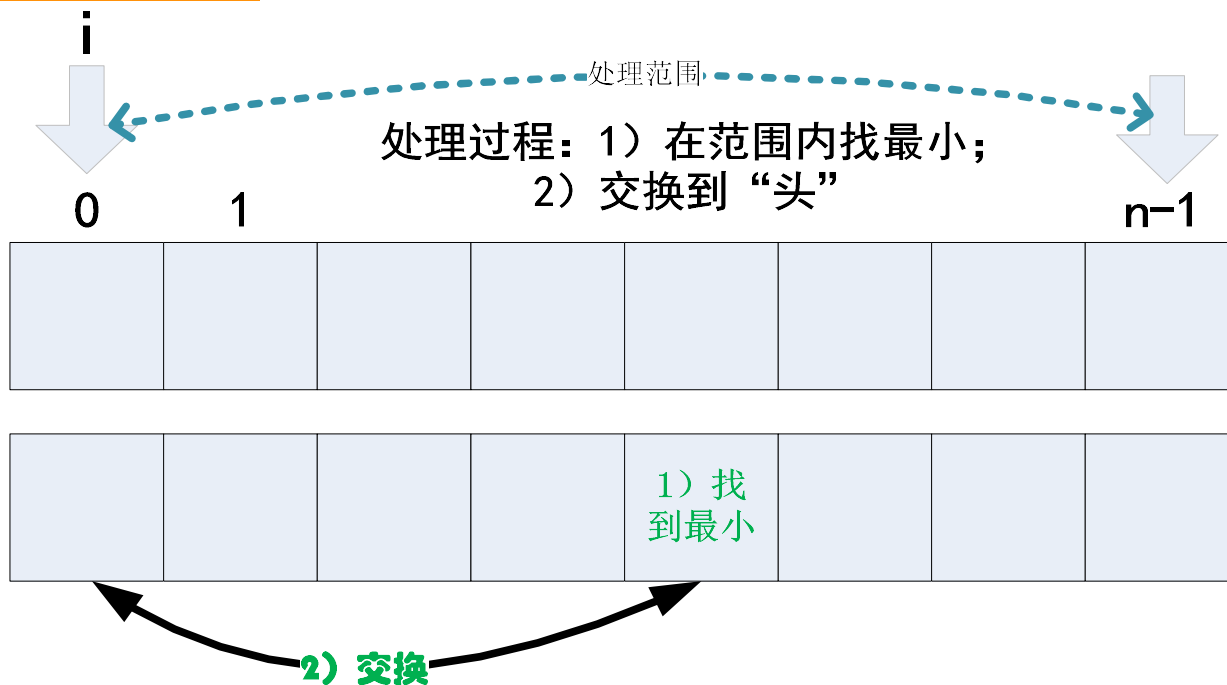 i
处理范围
处理过程：1）在范围内找最小；
2）交换到“头”
0
1
n-1
1）找
到最小
2）交换